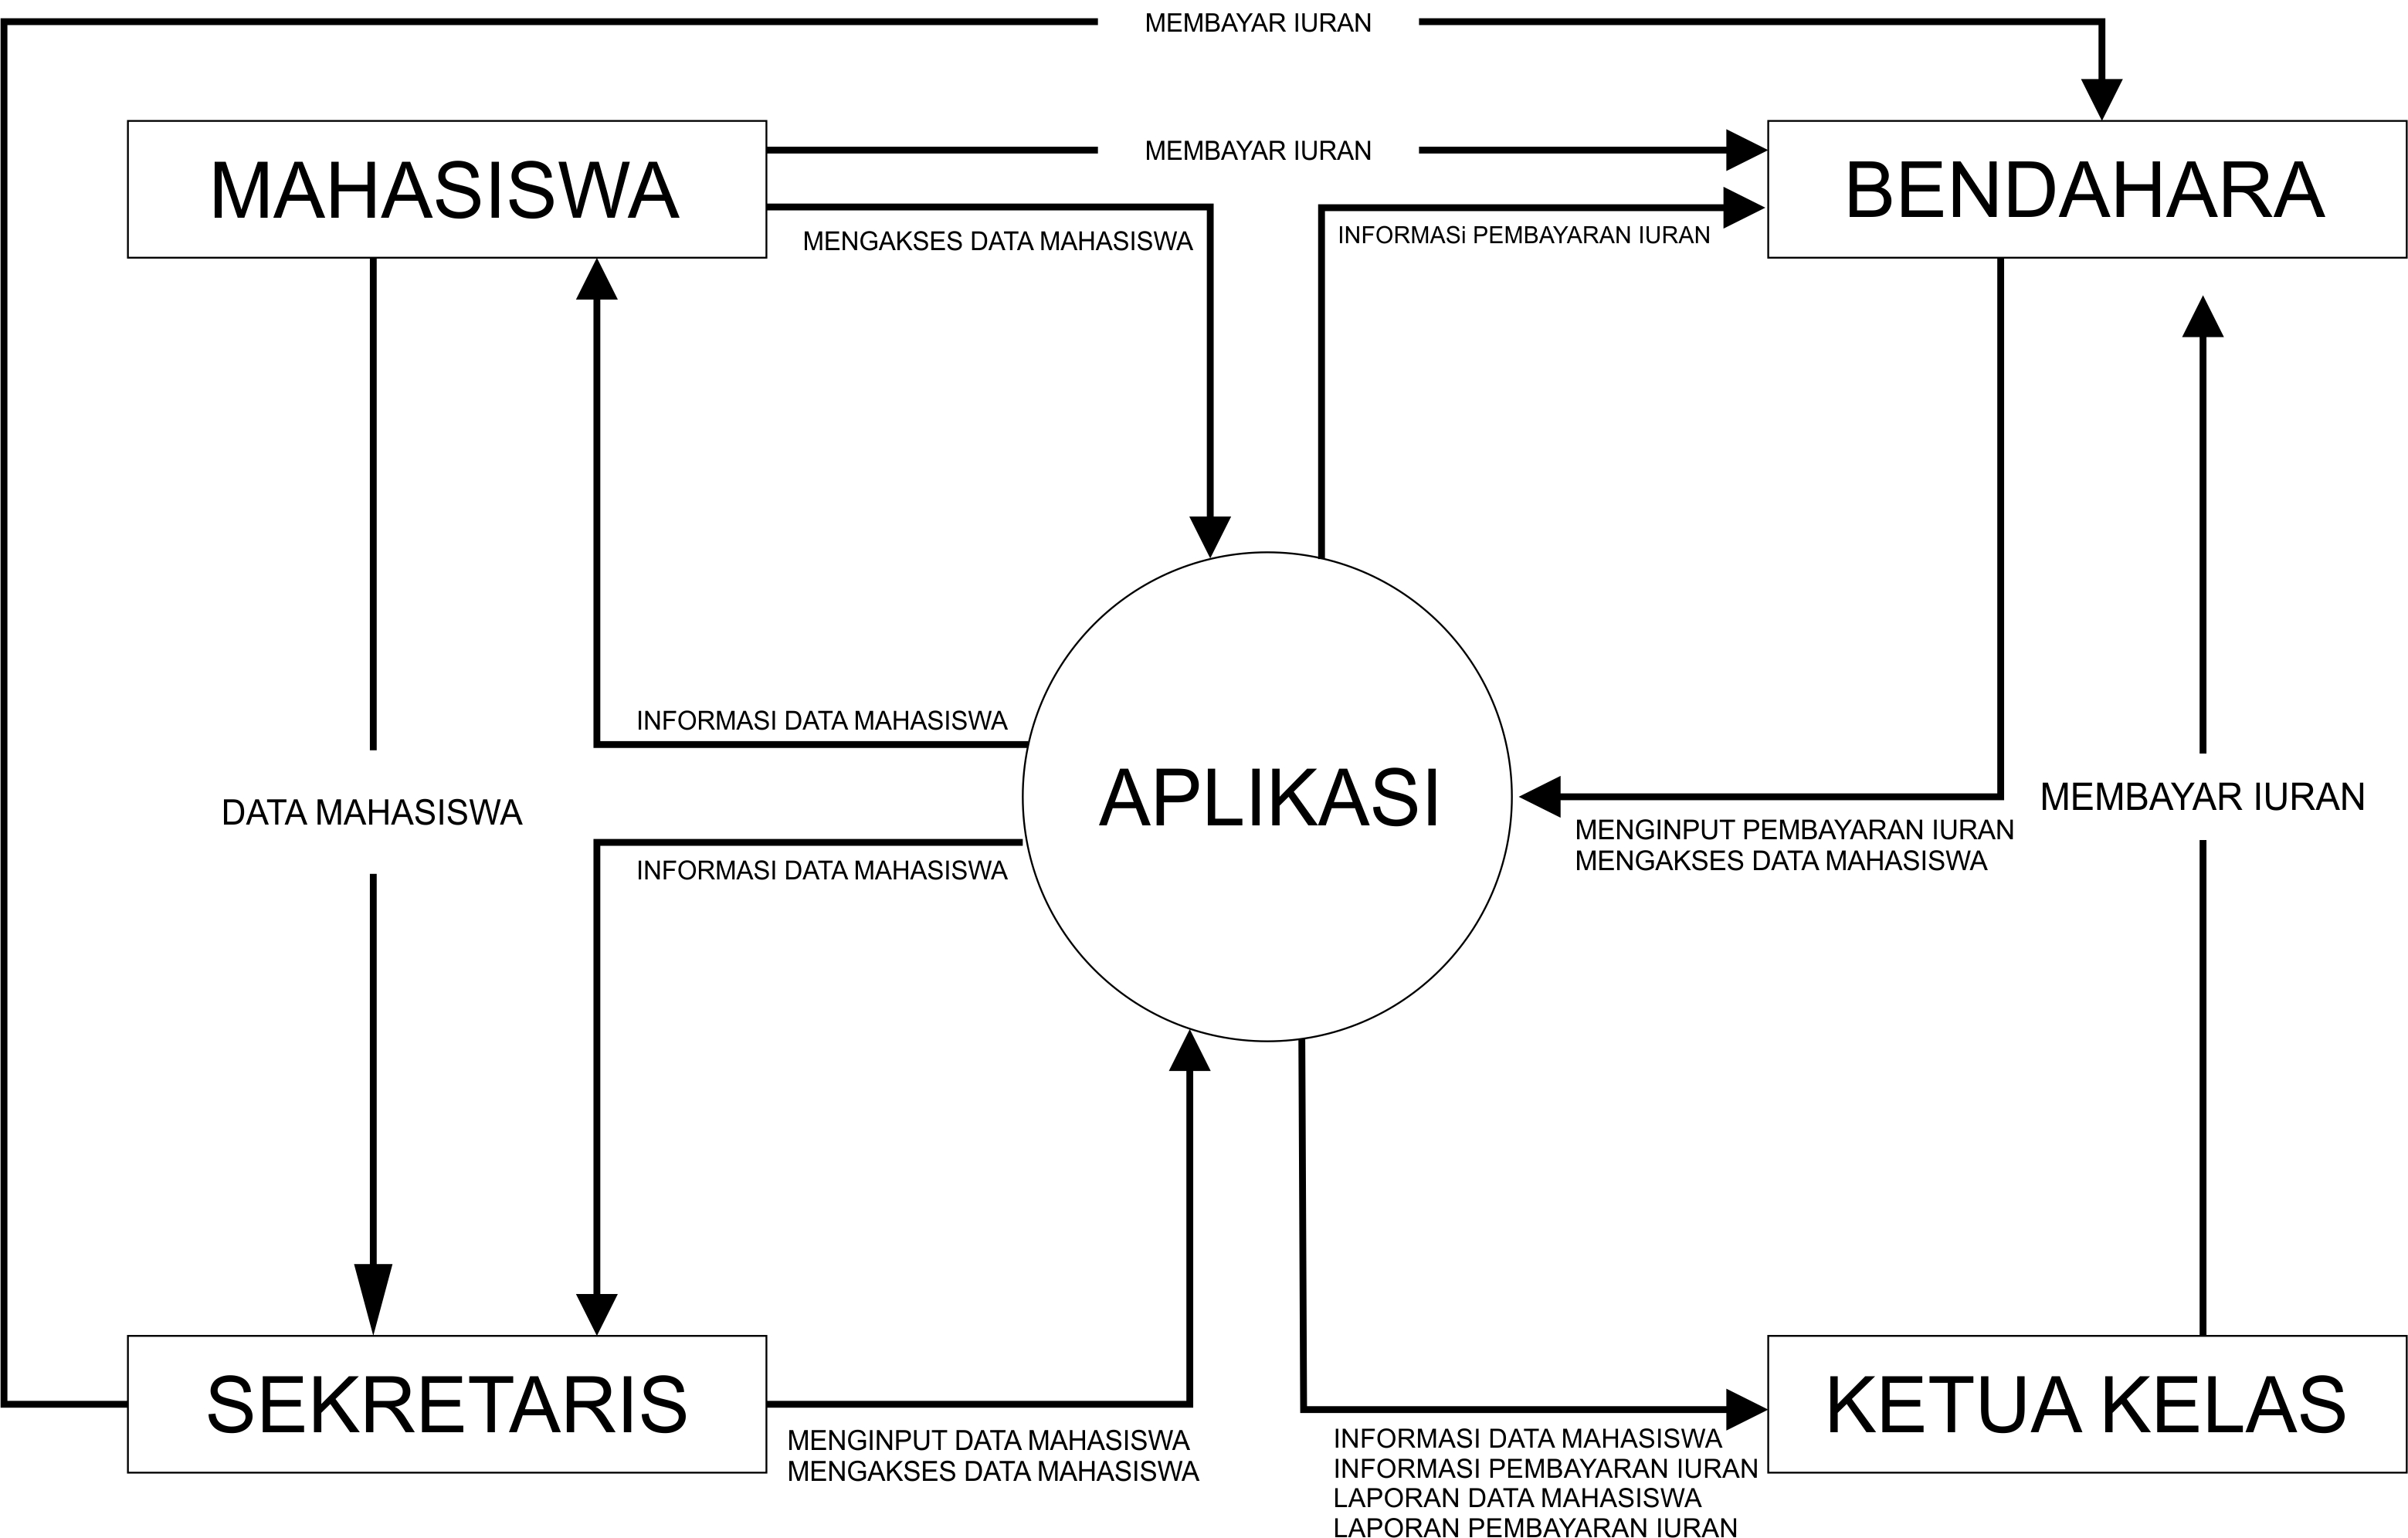 MEMBAYAR IURAN
MAHASISWA
MEMBAYAR IURAN
BENDAHARA
MENGAKSES DATA MAHASISWA
INFORMASi PEMBAYARAN IURAN
INFORMASI DATA MAHASISWA
DATA MAHASISWA
APLIKASI
MEMBAYAR IURAN
INFORMASI DATA MAHASISWA
MENGINPUT PEMBAYARAN IURAN
MENGAKSES DATA MAHASISWA
SEKRETARIS
KETUA KELAS
MENGINPUT DATA MAHASISWA
MENGAKSES DATA MAHASISWA
INFORMASI DATA MAHASISWA
INFORMASI PEMBAYARAN IURAN
LAPORAN DATA MAHASISWA
LAPORAN PEMBAYARAN IURAN